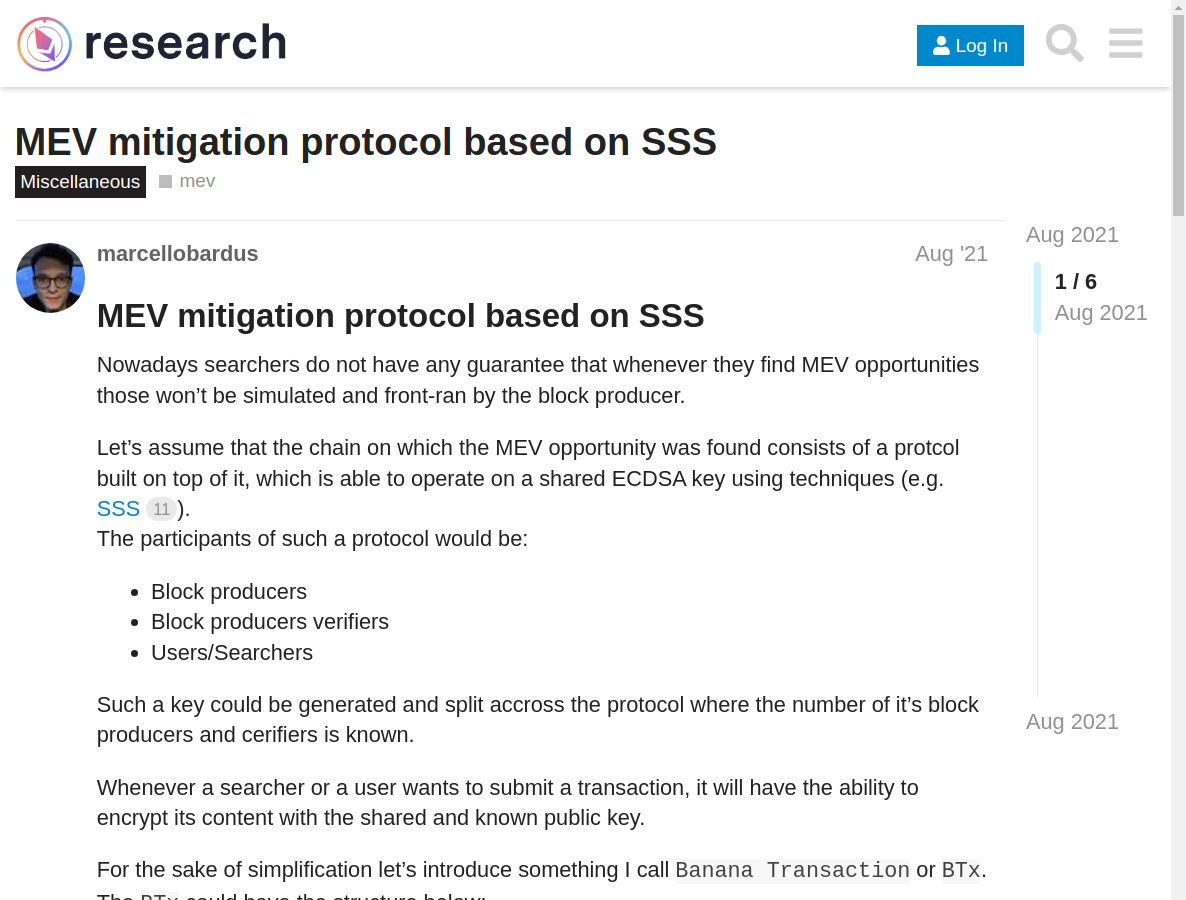 research
Log In
MEV mitigation protocol based on SSS
Miscellaneous mev
marcellobardus Aug '21
Aug 2021
1 / 6
Aug 2021
MEV mitigation protocol based on SSS
Nowadays searchers do not have any guarantee that whenever they find MEV opportunities
those won’t be simulated and front-ran by the block producer.
Let’s assume that the chain on which the MEV opportunity was found consists of a protcol
built on top of it, which is able to operate on a shared ECDSA key using techniques (e.g.
SSS 11).
The participants of such a protocol would be:
• Block producers
• Block producers verifiers
• Users/Searchers
Such a key could be generated and split accross the protocol where the number of it’s block
producers and cerifiers is known.
Aug 2021
Whenever a searcher or a user wants to submit a transaction, it will have the ability to
encrypt its content with the shared and known public key.
For the sake of simplification let’s introduce something I call Banana Transaction or BTx.
The BTx could have the structure below: